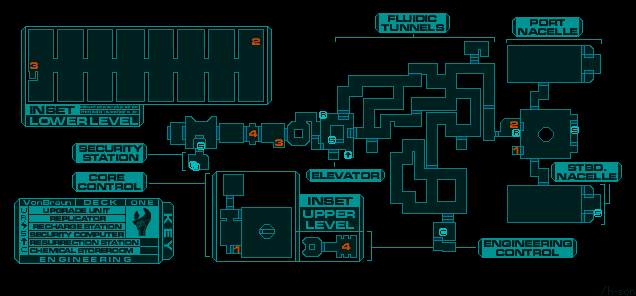 FLUIDIC
TUNNELS
PORT
NACELLE
2
3
INSET
LOWER LEVEL
4
3
2
1
SECURITY
STATION
CORE
CONTROL
ELEVATOR
STBD.
NACELLE
INSET
UPPER
LEVEL
1
4
VonBraun DECK ONE
UPGRADE UNIT
REPLICATOR
RECHARGE STATION
SECURITY COMPUTER
RESURRECTION STATION
CHEMICAL STOREROOM
KEY
ENGINEERING
ENGINEERING
CONTROL